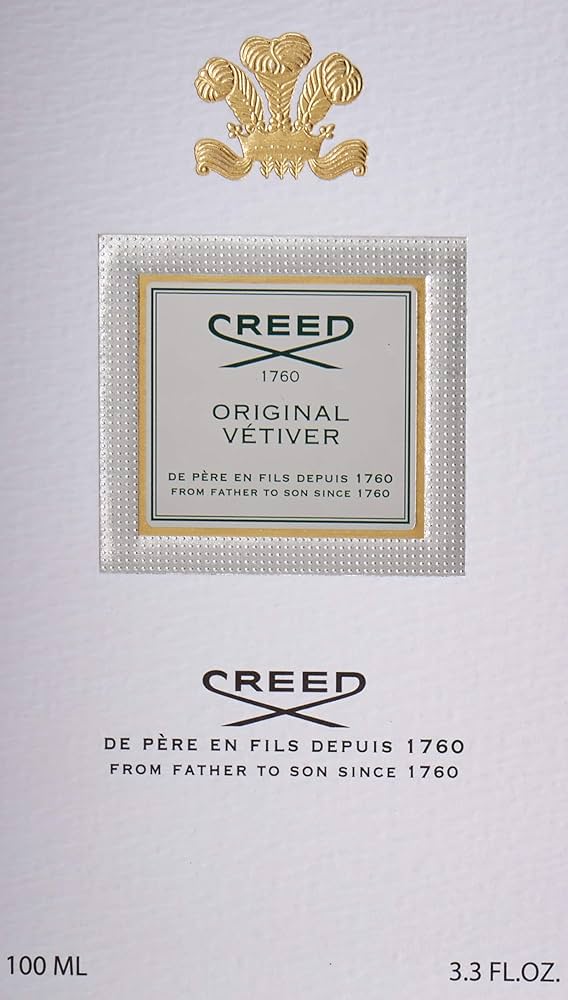 CREED
1760
ORIGINAL
VÉTIVER
DE PÈRE EN FILS DEPUIS 1760
FROM FATHER TO SON SINCE 1760
CREED
DE PÈRE EN FILS DEPUIS 1760
FROM FATHER TO SON SINCE 1760
100 ML
3.3 FL.OZ.